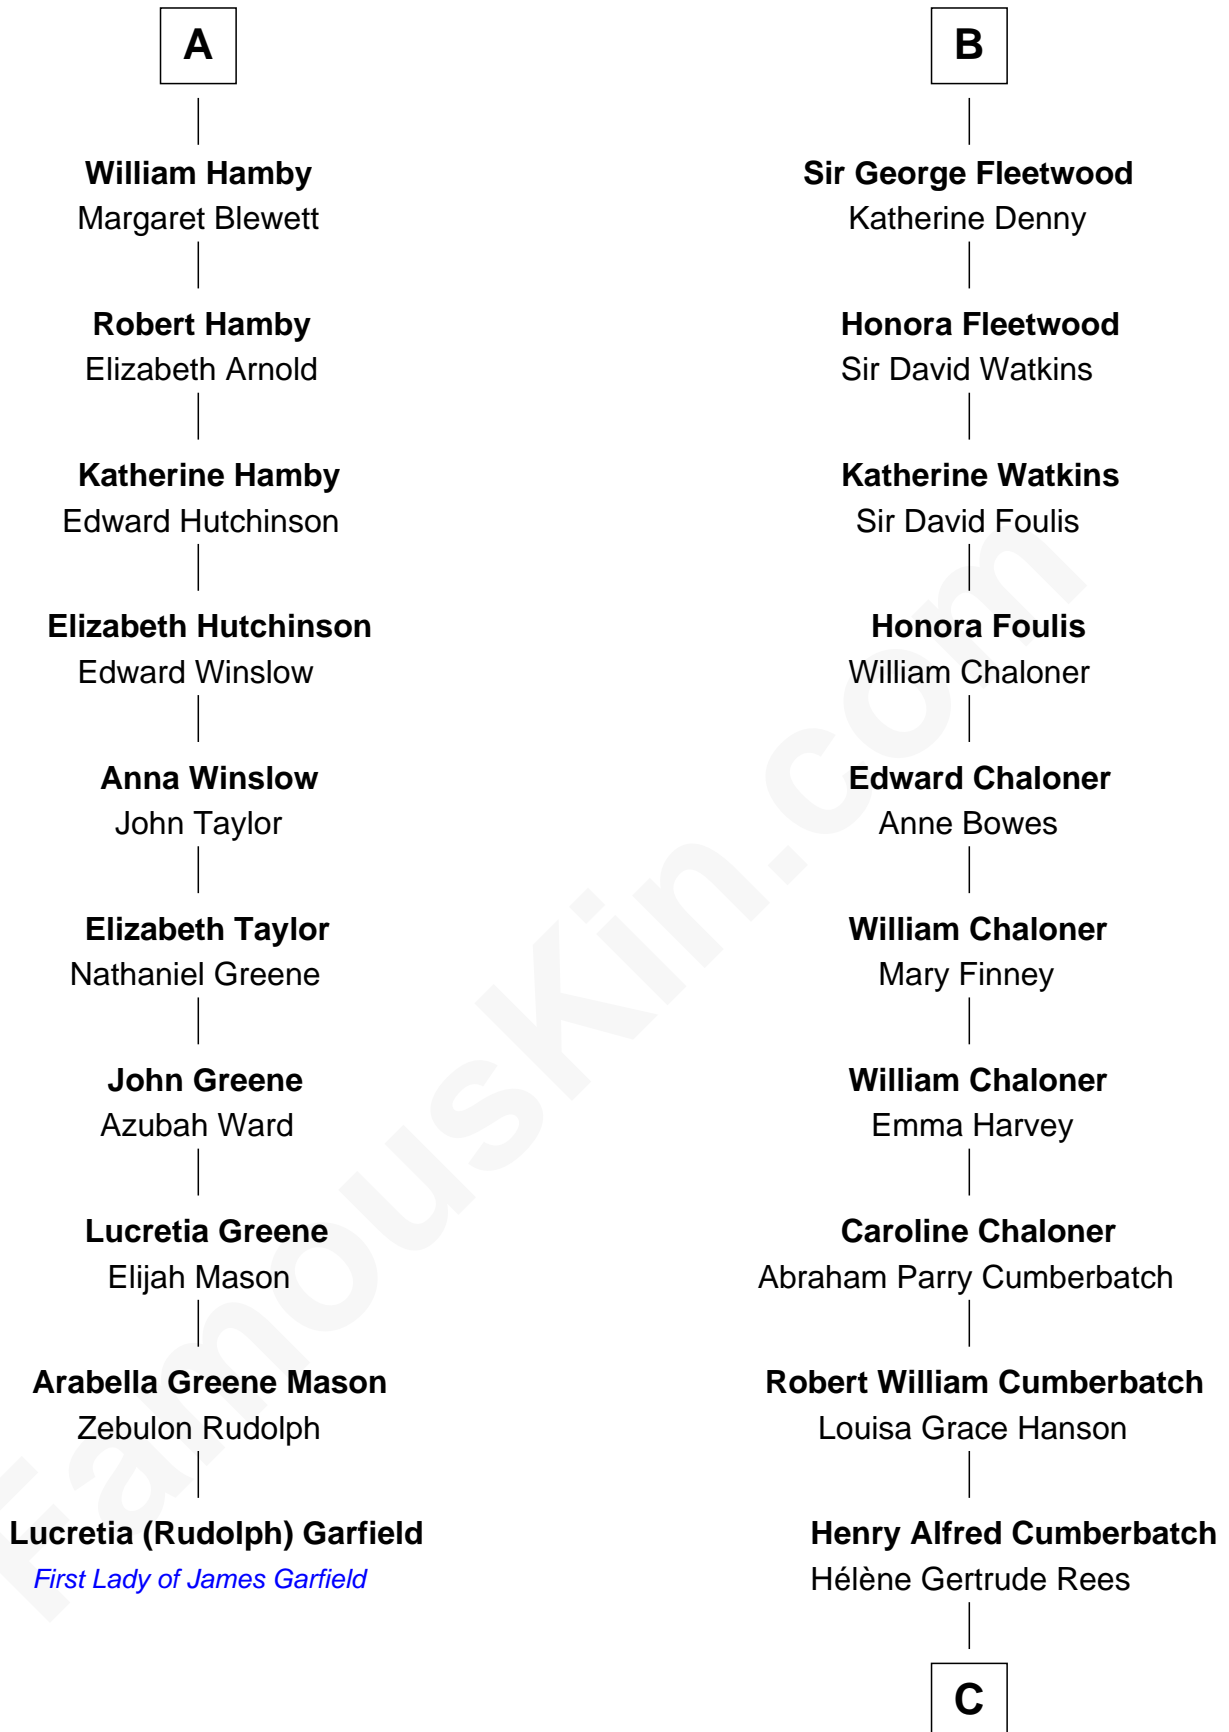 A
William Hamby
Margaret Blewett
Robert Hamby
Elizabeth Arnold
Katherine Hamby
Edward Hutchinson
Elizabeth Hutchinson
Edward Winslow
Anna Winslow
John Taylor
Elizabeth Taylor
Nathaniel Greene
John Greene
Azubah Ward
Lucretia Greene
Elijah Mason
Arabella Greene Mason
Zebulon Rudolph
Lucretia (Rudolph) Garfield
First Lady of James Garfield
B
Sir George Fleetwood
Katherine Denny
Honora Fleetwood
Sir David Watkins
Katherine Watkins
Sir David Foulis
Honora Foulis
William Chaloner
Edward Chaloner
Anne Bowes
William Chaloner
Mary Finney
William Chaloner
Emma Harvey
Caroline Chaloner
Abraham Parry Cumberbatch
Robert William Cumberbatch
Louisa Grace Hanson
Henry Alfred Cumberbatch
Hélène Gertrude Rees
C
FamousKin.com